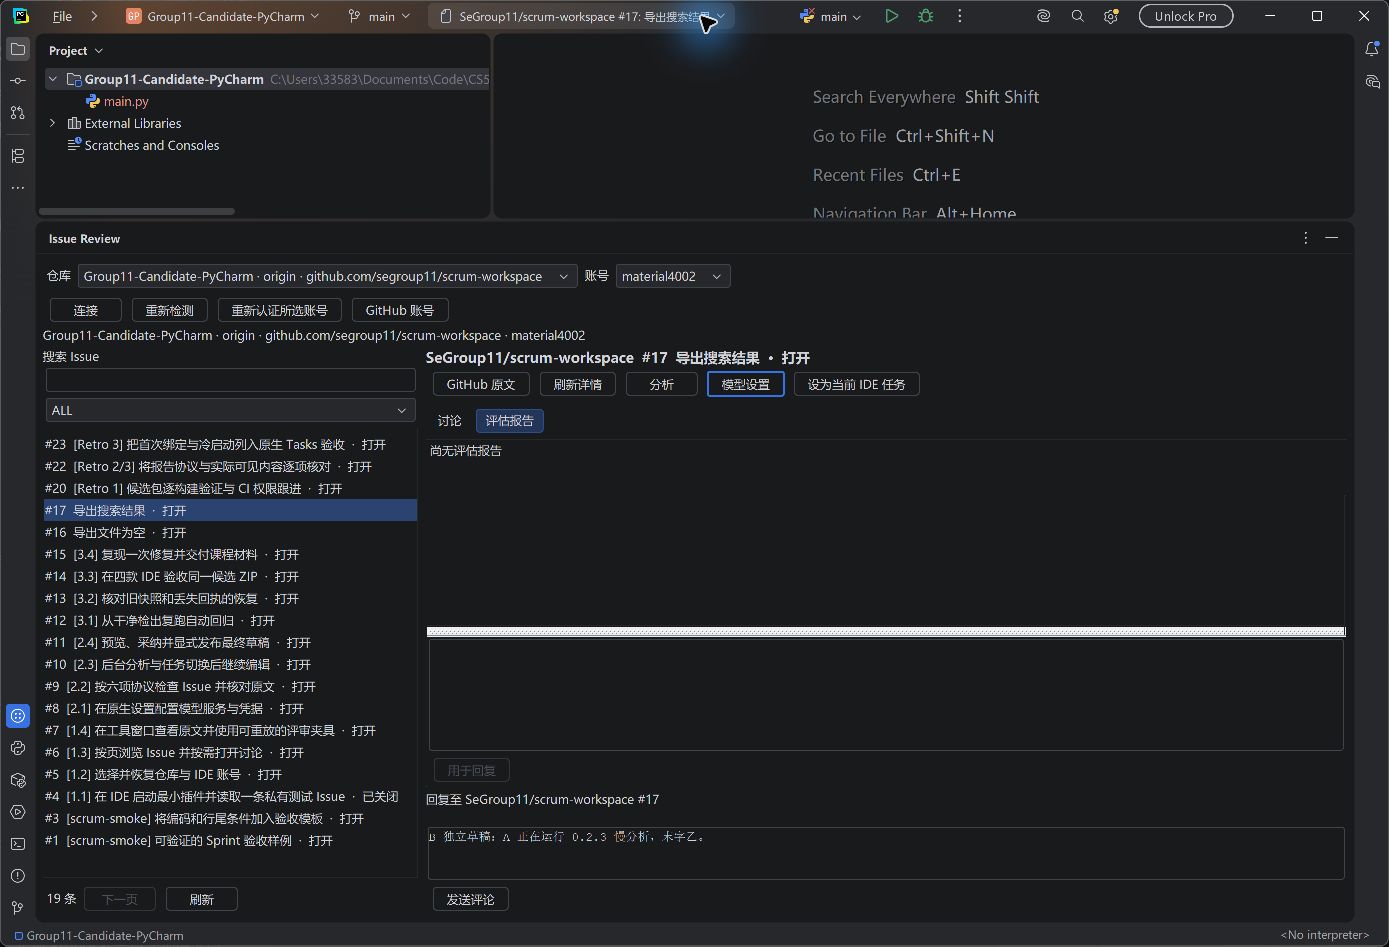 File
GP Group11-Candidate-PyCharm
main
SeGroup11/scrum-workspace #17: 导出搜索结果
main
Unlock Pro
Project
Group11-Candidate-PyCharm C:\Users\33583\Documents\Code\CS5
main.py
External Libraries
Scratches and Consoles
Search Everywhere Shift Shift
Go to File Ctrl+Shift+N
Recent Files Ctrl+E
Navigation Bar Alt+Home
Issue Review
仓库 Group11-Candidate-PyCharm · origin · github.com/segroup11/scrum-workspace 账号 material4002
连接 重新检测 重新认证所选账号 GitHub 账号
Group11-Candidate-PyCharm · origin · github.com/segroup11/scrum-workspace · material4002
搜索 Issue
ALL
#23 [Retro 3] 把首次绑定与冷启动列入原生 Tasks 验收 · 打开
#22 [Retro 2/3] 将报告协议与实际可见内容逐项核对 · 打开
#20 [Retro 1] 候选包逐构建验证与 CI 权限跟进 · 打开
#17 导出搜索结果 · 打开
#16 导出文件为空 · 打开
#15 [3.4] 复现一次修复并交付课程材料 · 打开
#14 [3.3] 在四款 IDE 验收同一候选 ZIP · 打开
#13 [3.2] 核对旧快照和丢失回执的恢复 · 打开
#12 [3.1] 从干净检出复跑自动回归 · 打开
#11 [2.4] 预览、采纳并显式发布最终草稿 · 打开
#10 [2.3] 后台分析与任务切换后继续编辑 · 打开
#9 [2.2] 按六项协议检查 Issue 并核对原文 · 打开
#8 [2.1] 在原生设置配置模型服务与凭据 · 打开
#7 [1.4] 在工具窗口查看原文并使用可重放的评审夹具 · 打开
#6 [1.3] 按页浏览 Issue 并按需打开讨论 · 打开
#5 [1.2] 选择并恢复仓库与 IDE 账号 · 打开
#4 [1.1] 在 IDE 启动最小插件并读取一条私有测试 Issue · 已关闭
#3 [scrum-smoke] 将编码和行尾条件加入验收模板 · 打开
#1 [scrum-smoke] 可验证的 Sprint 验收样例 · 打开
19 条 下一页 刷新
SeGroup11/scrum-workspace #17 导出搜索结果 · 打开
GitHub 原文 刷新详情 分析 模型设置 设为当前 IDE 任务
讨论 评估报告
尚无评估报告
用于回复
回复至 SeGroup11/scrum-workspace #17
B 独立草稿：A 正在运行 0.2.3 慢分析，末字乙。
发送评论
Group11-Candidate-PyCharm
<No interpreter>